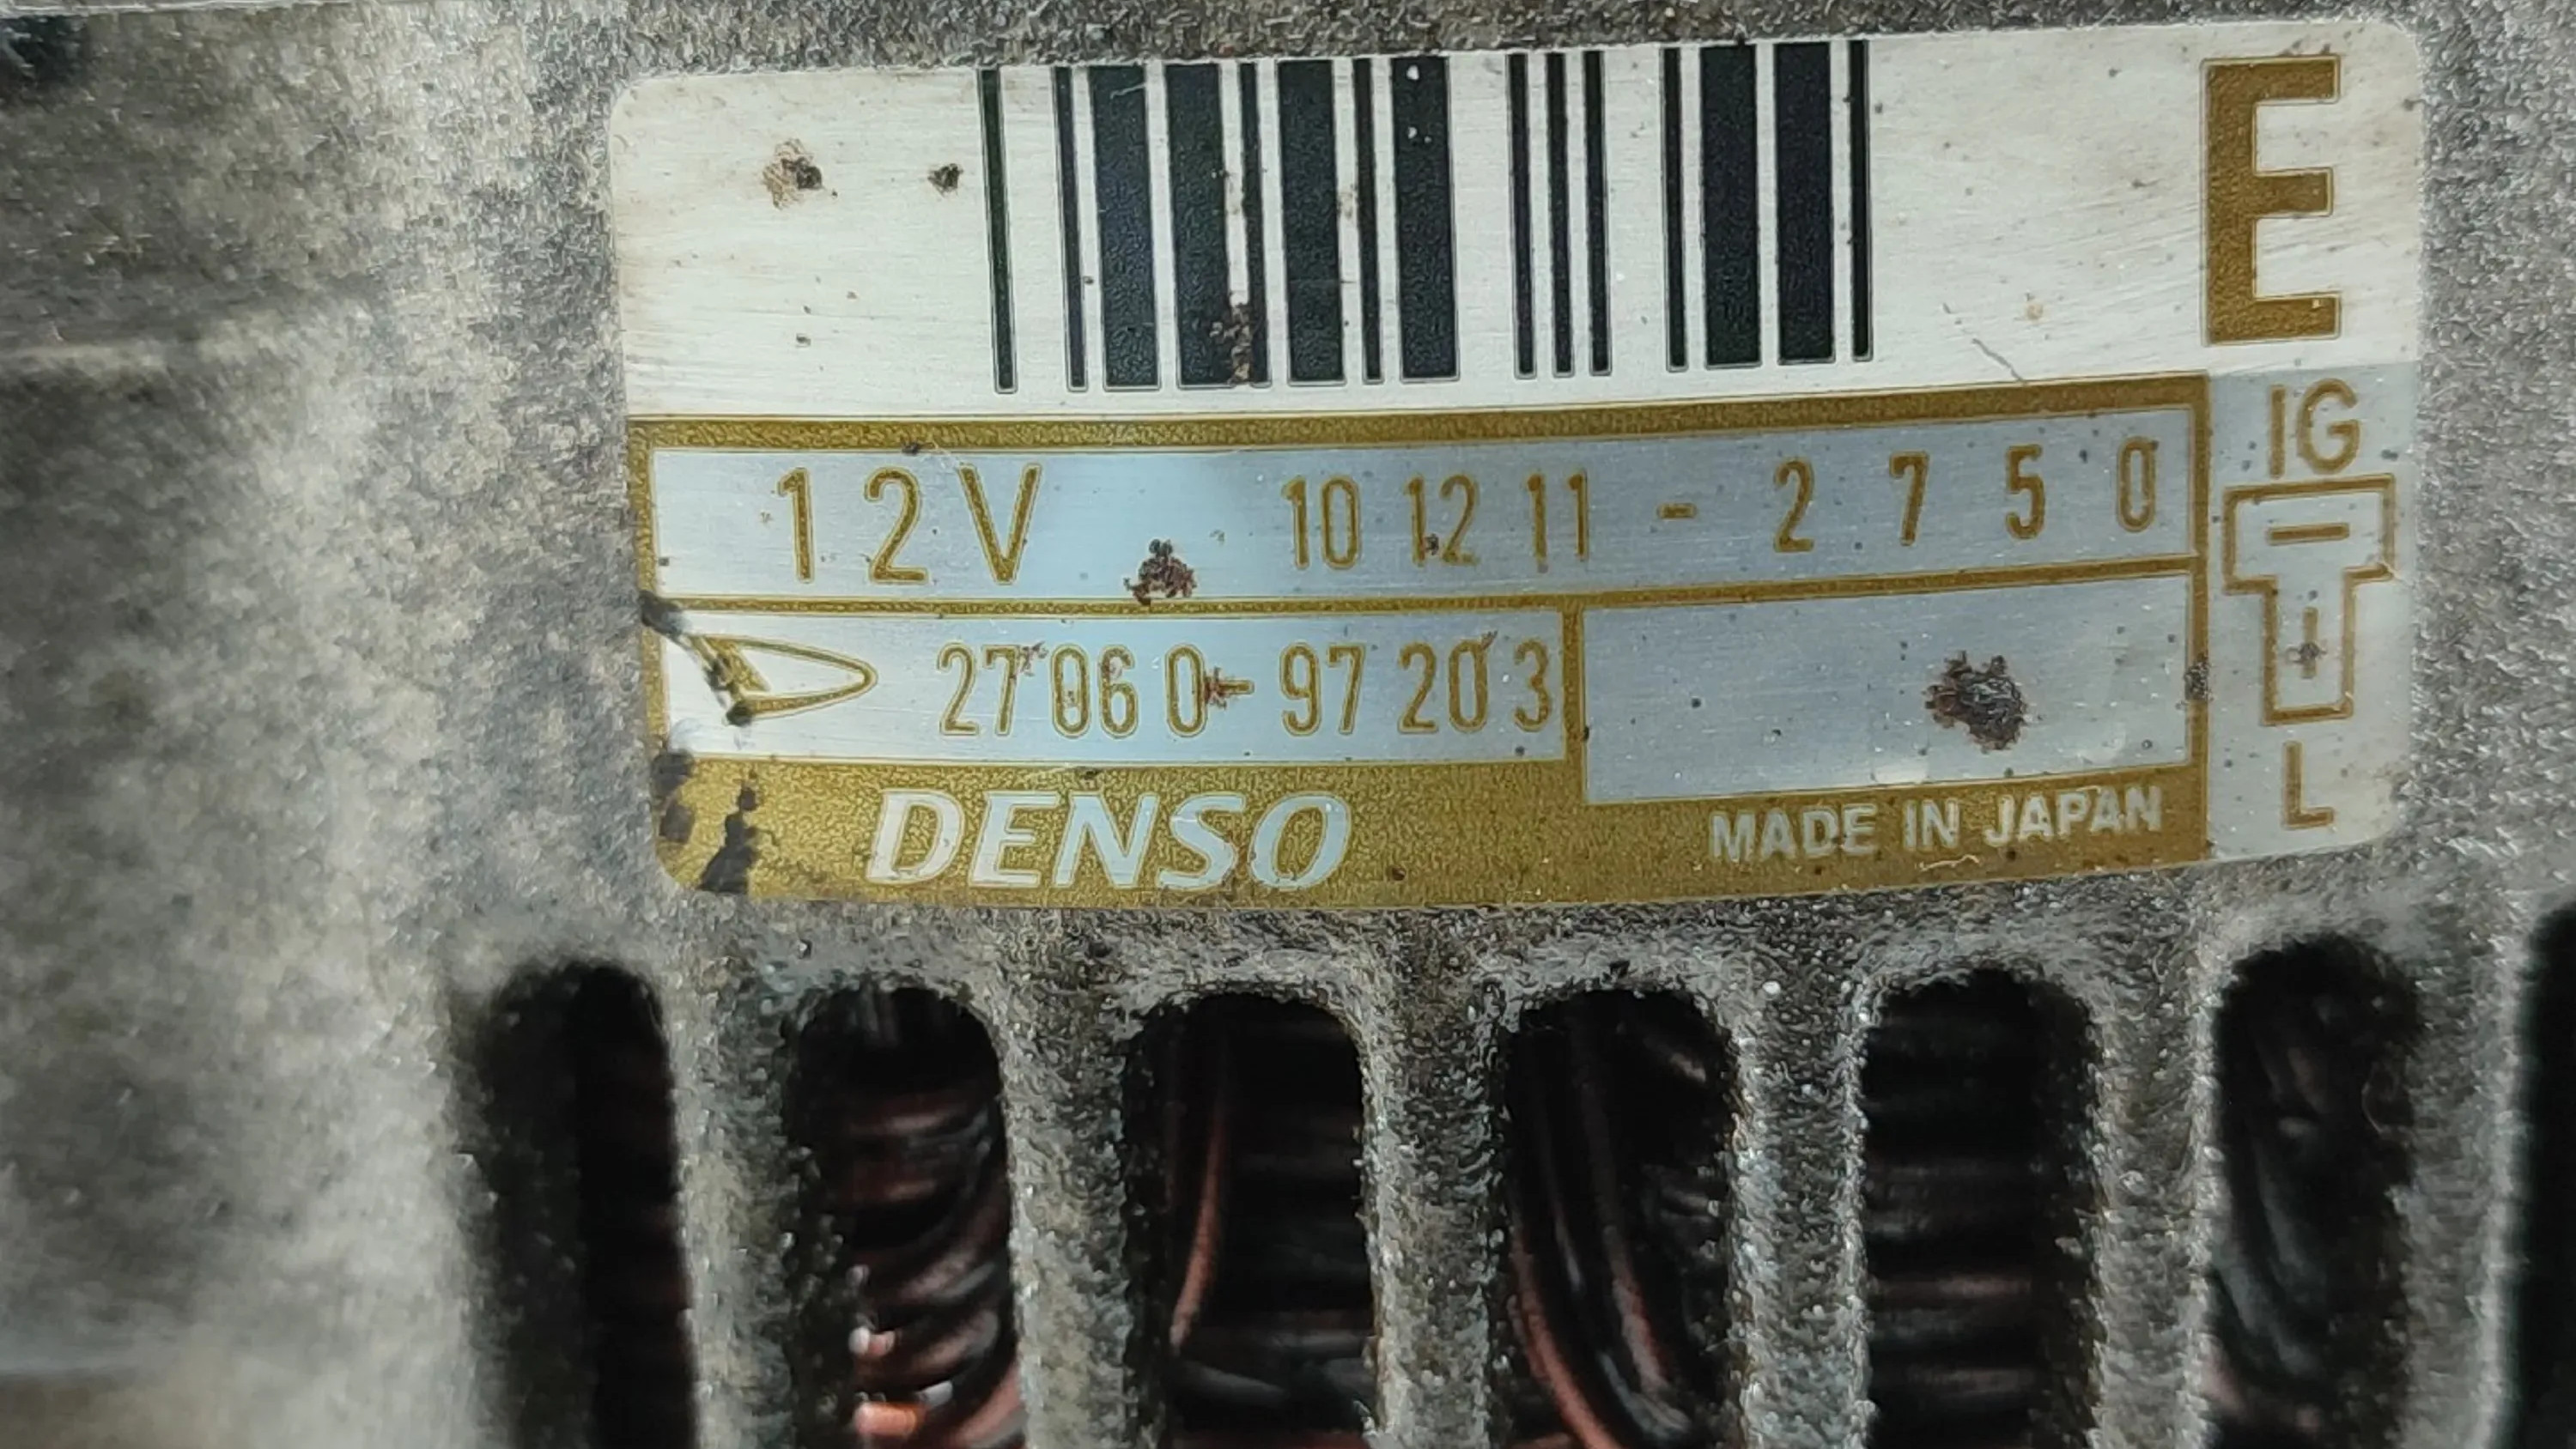 E
12V 101211-2750
IG
27060-97203
DENSO
MADE IN JAPAN
L